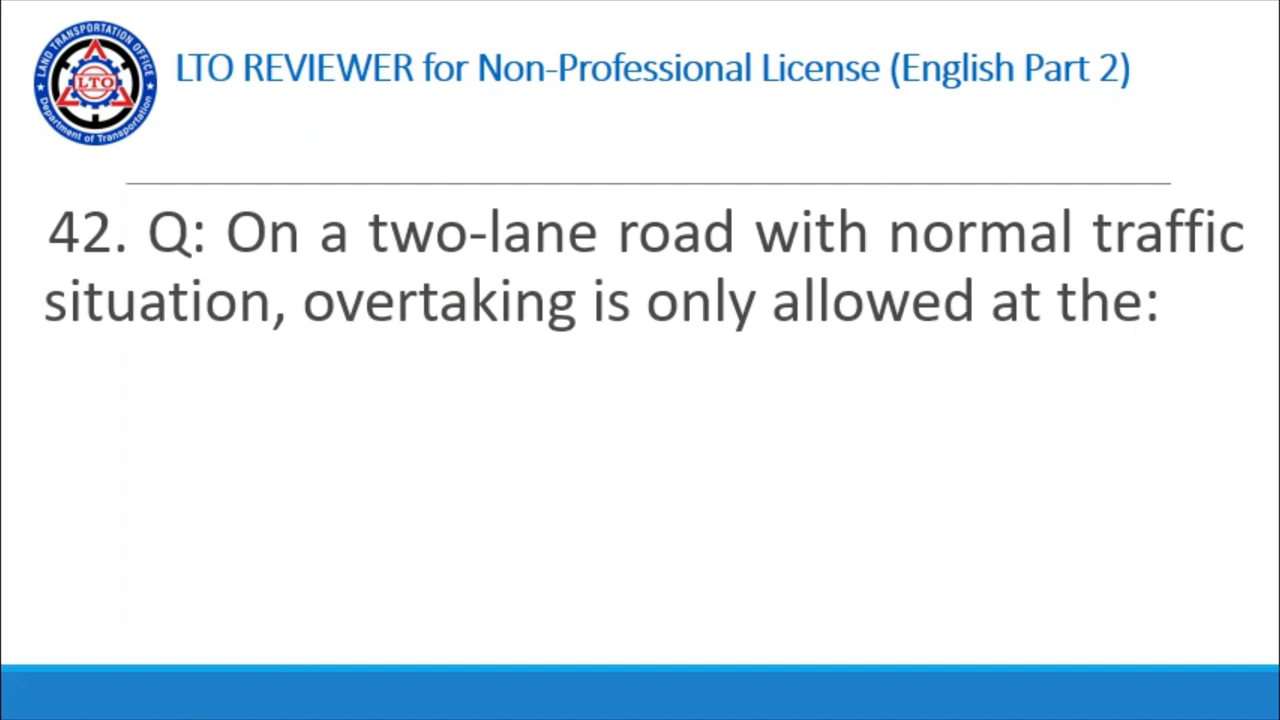 LAND TRANSPORTATION OFFICE
LTO
Department of Transportation
LTO REVIEWER for Non-Professional License (English Part 2)
42. Q: On a two-lane road with normal traffic
situation, overtaking is only allowed at the: